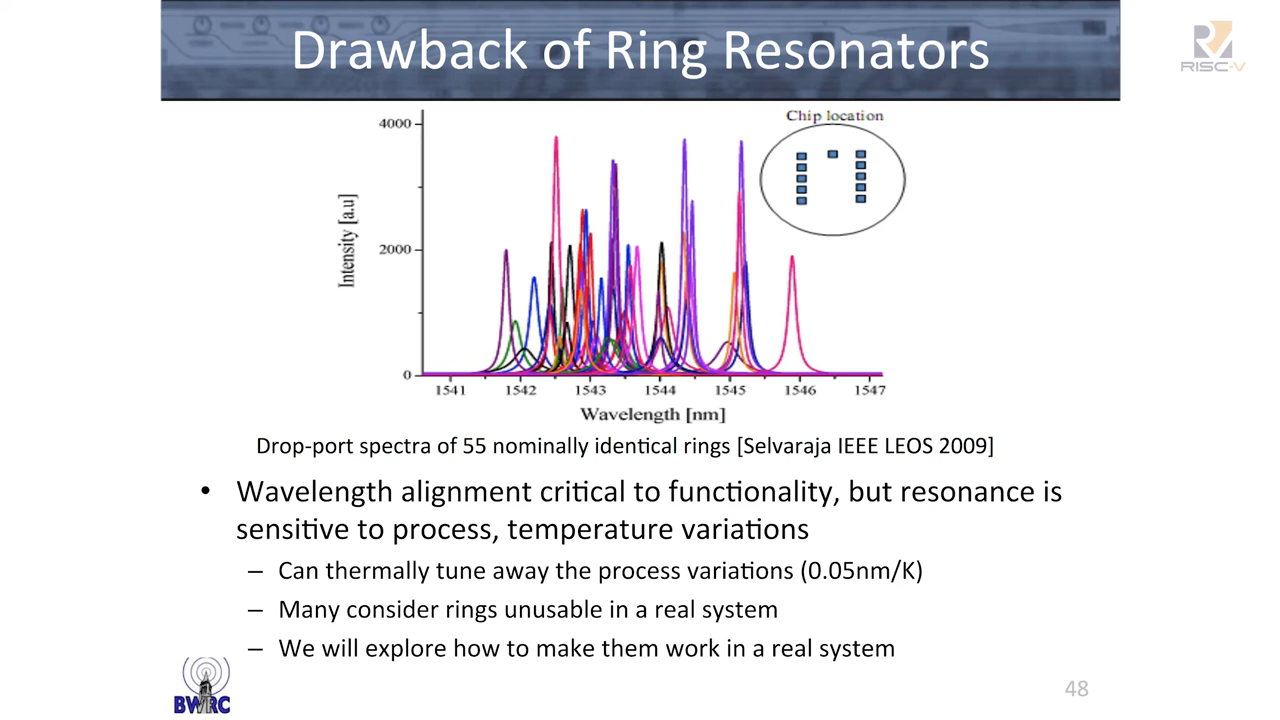 Drawback of Ring Resonators
RISC-V
Chip location
4000
2000
0
Intensity [a.u]
1541 1542 1543 1544 1545 1546 1547
Wavelength [nm]
Drop-port spectra of 55 nominally identical rings [Selvaraja IEEE LEOS 2009]
• Wavelength alignment critical to functionality, but resonance is
sensitive to process, temperature variations
– Can thermally tune away the process variations (0.05nm/K)
– Many consider rings unusable in a real system
– We will explore how to make them work in a real system
BWRC
48